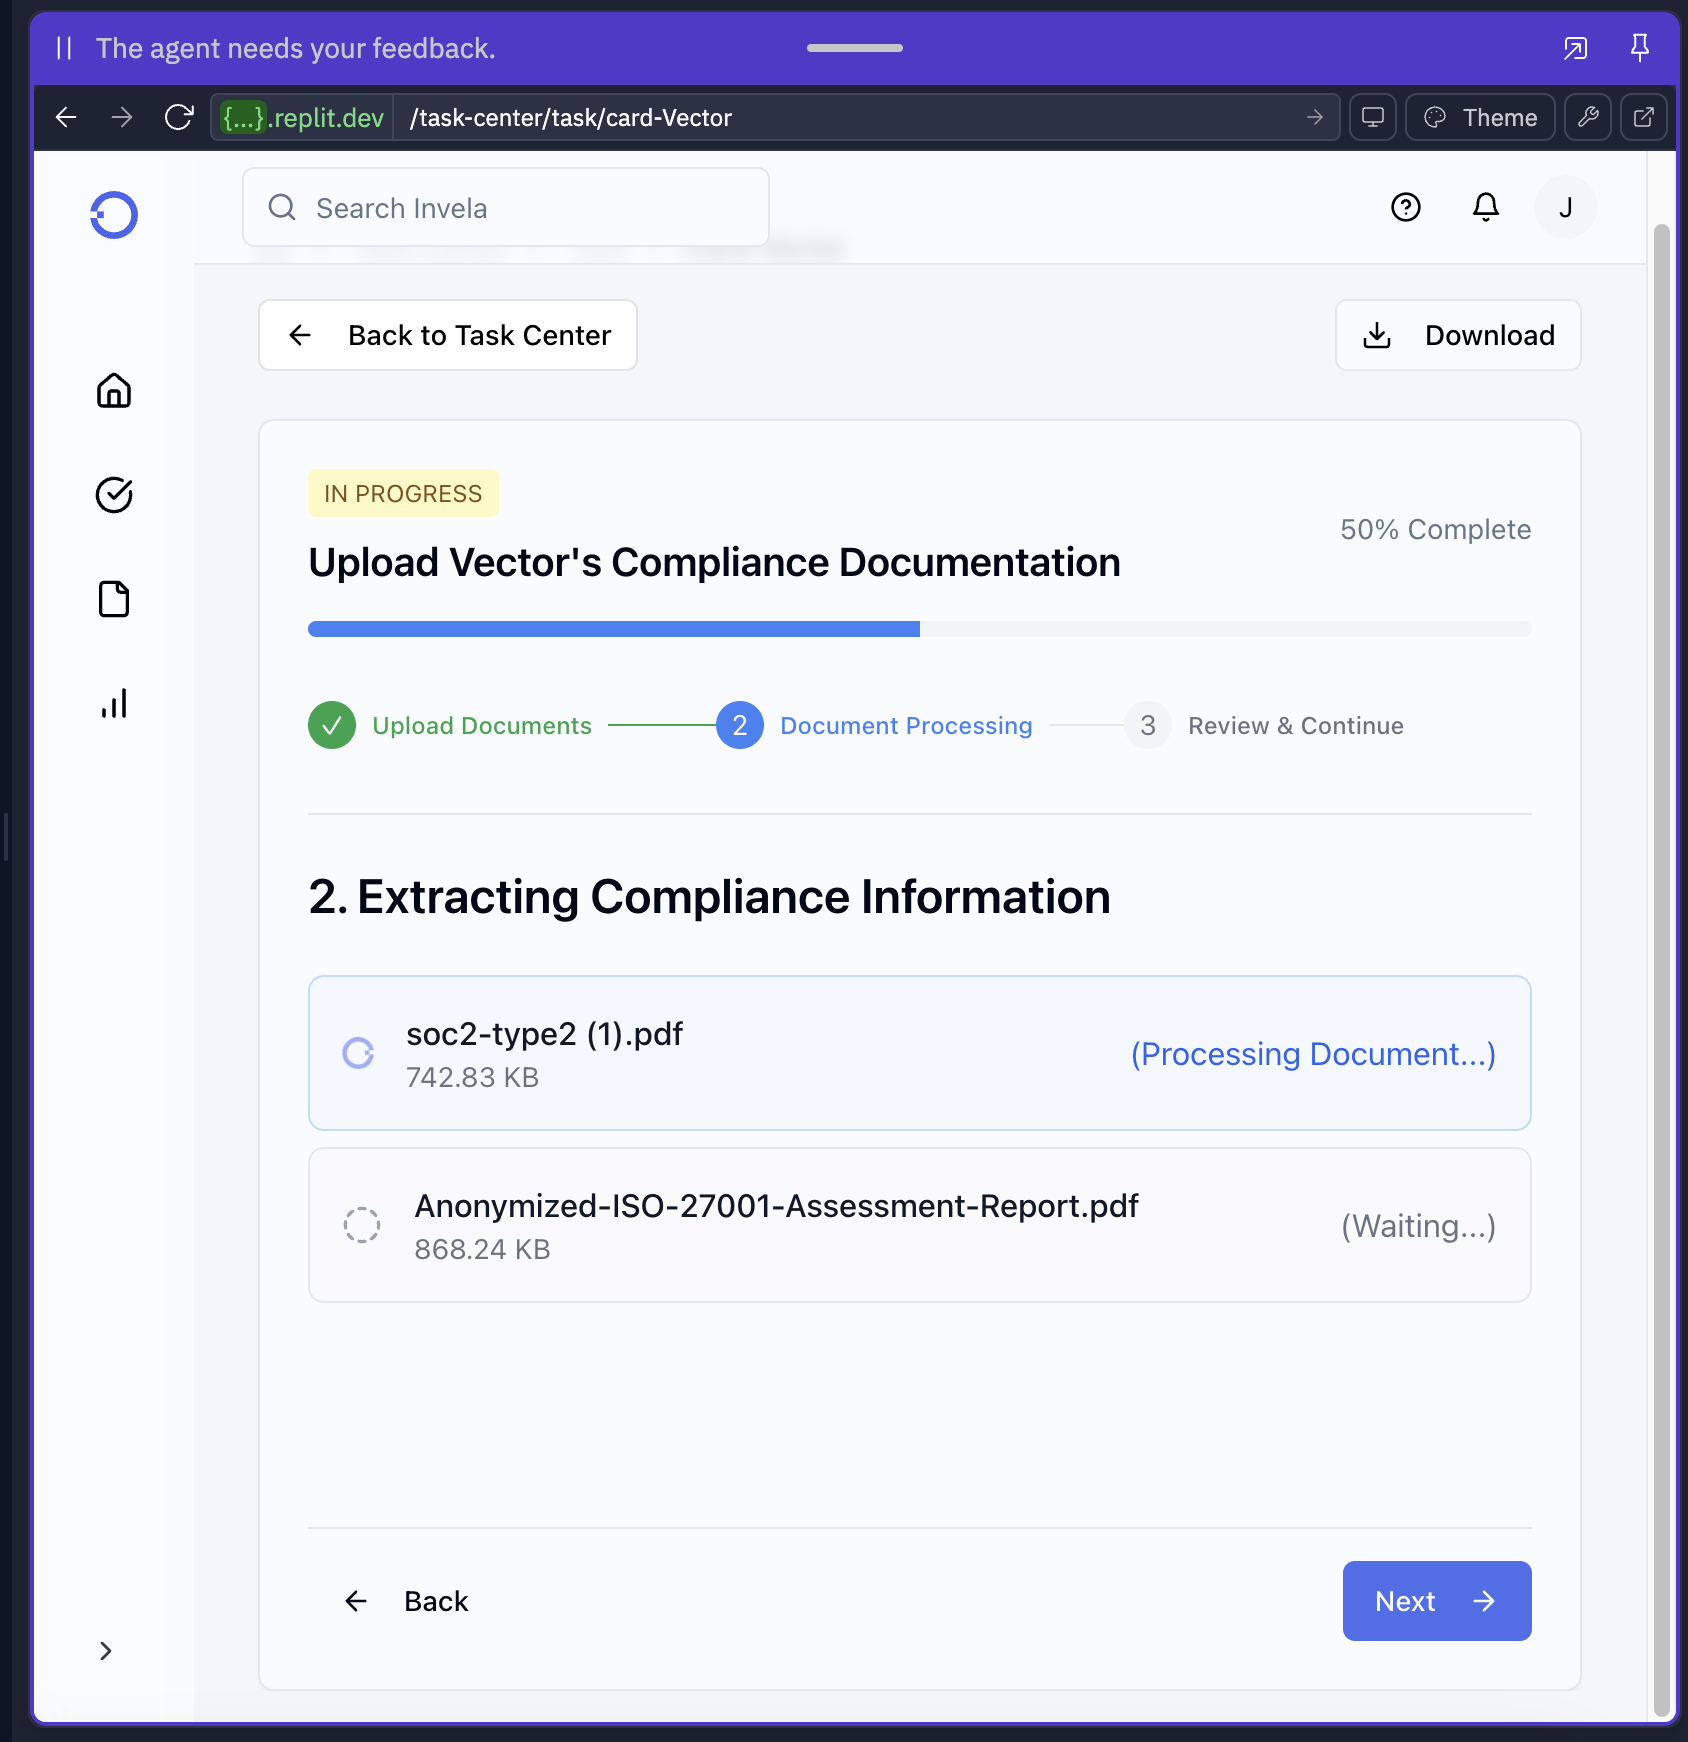 The agent needs your feedback.
{...}.replit.dev /task-center/task/card-Vector Theme
Search Invela J
Back to Task Center Download
IN PROGRESS
50% Complete
Upload Vector's Compliance Documentation
Upload Documents 2 Document Processing 3 Review & Continue
2. Extracting Compliance Information
soc2-type2 (1).pdf
742.83 KB
(Processing Document...)
Anonymized-ISO-27001-Assessment-Report.pdf
868.24 KB
(Waiting...)
Back Next